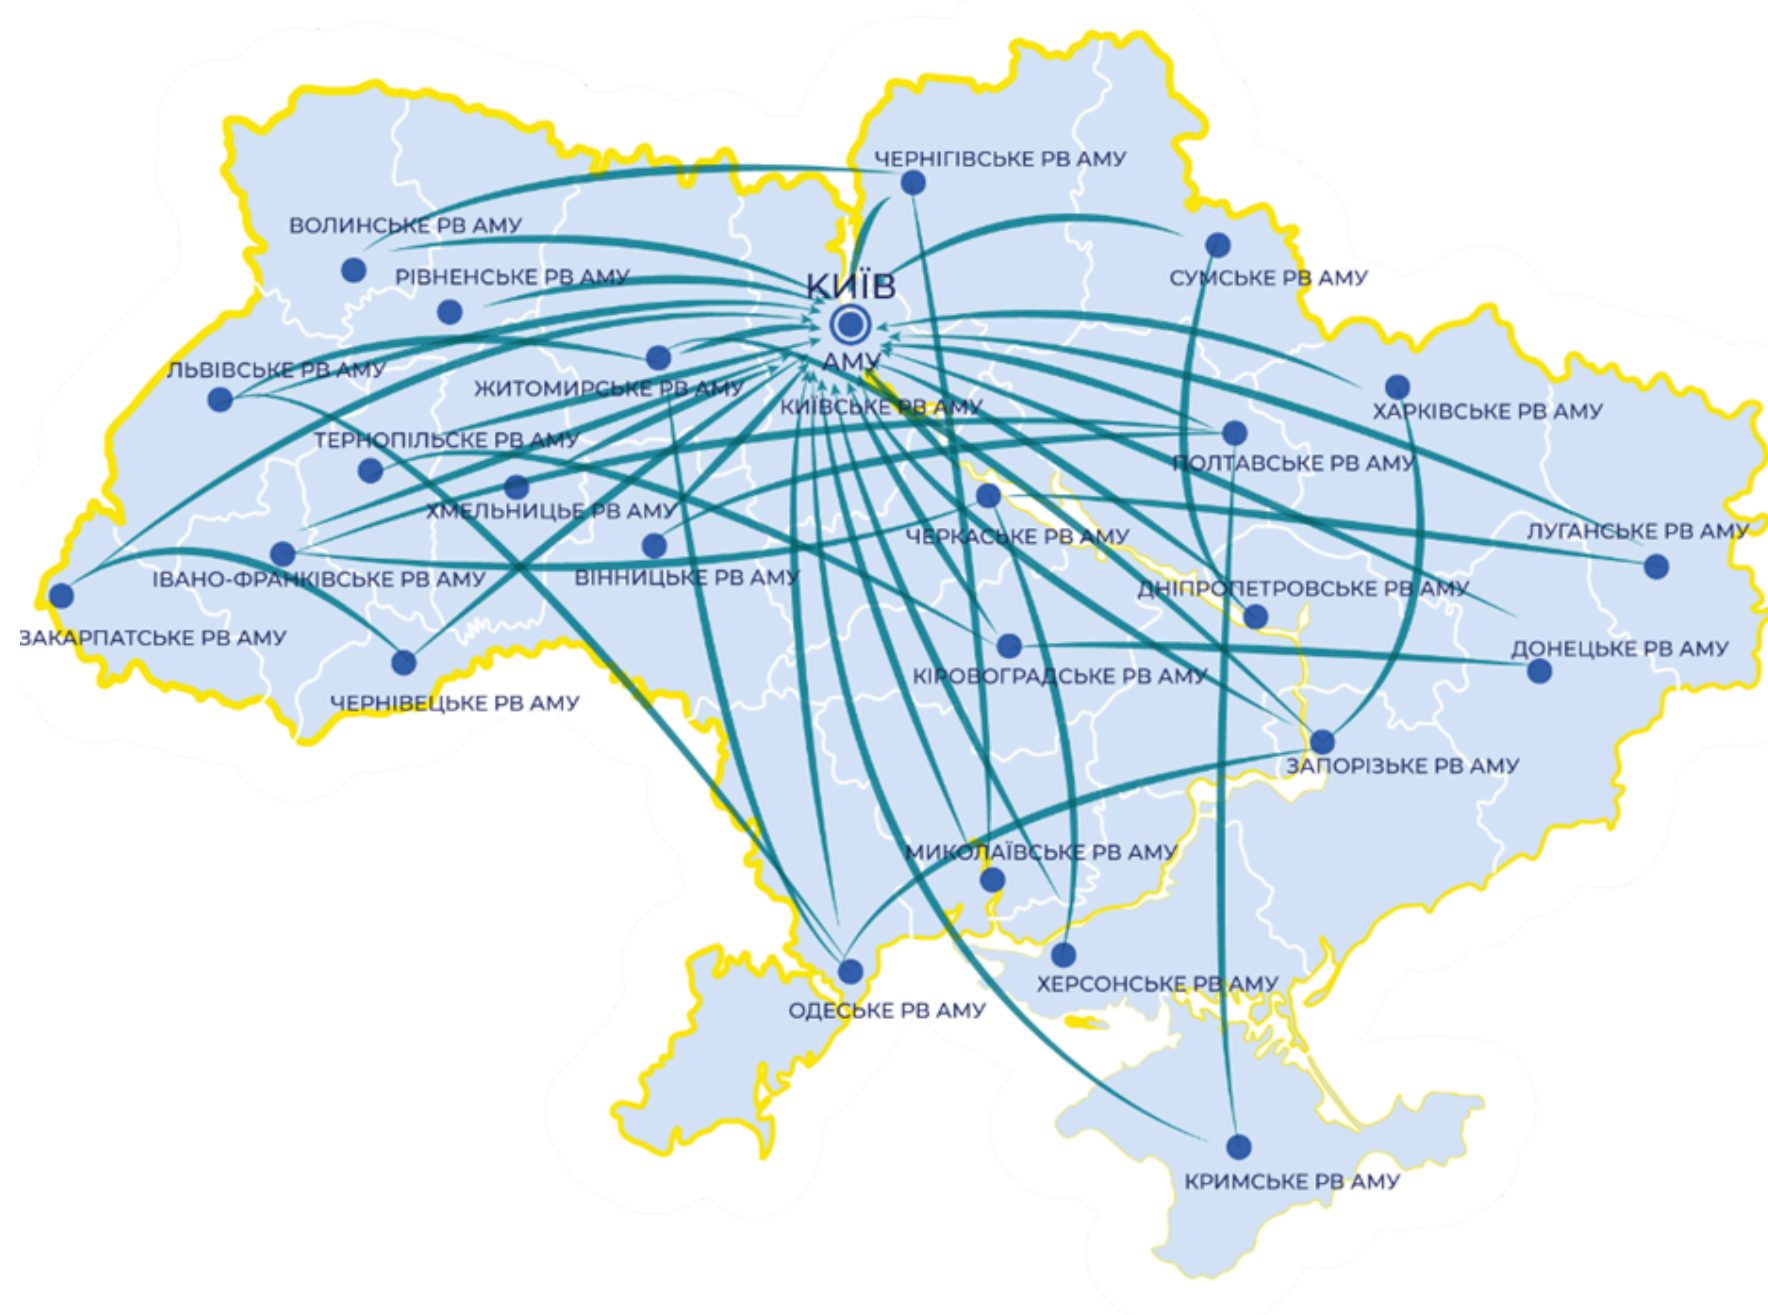 ЧЕРНІГІВСЬКЕ РВ АМУ
ВОЛИНСЬКЕ РВ АМУ
РІВНЕНСЬКЕ РВ АМУ
СУМСЬКЕ РВ АМУ
КИЇВ
АМУ
ЛЬВІВСЬКЕ РВ АМУ
ЖИТОМИРСЬКЕ РВ АМУ
КИЇВСЬКЕ РВ АМУ
ХАРКІВСЬКЕ РВ АМУ
ТЕРНОПІЛЬСКЕ РВ АМУ
ПОЛТАВСЬКЕ РВ АМУ
ХМЕЛЬНИЦЬЕ РВ АМУ
ЧЕРКАСЬКЕ РВ АМУ
ЛУГАНСЬКЕ РВ АМУ
ІВАНО-ФРАНКІВСЬКЕ РВ АМУ
ВІННИЦЬКЕ РВ АМУ
ДНІПРОПЕТРОВСЬКЕ РВ АМУ
ЗАКАРПАТСЬКЕ РВ АМУ
ДОНЕЦЬКЕ РВ АМУ
КІРОВОГРАДСЬКЕ РВ АМУ
ЧЕРНІВЕЦЬКЕ РВ АМУ
ЗАПОРІЗЬКЕ РВ АМУ
МИКОЛАЇВСЬКЕ РВ АМУ
ХЕРСОНСЬКЕ РВ АМУ
ОДЕСЬКЕ РВ АМУ
КРИМСЬКЕ РВ АМУ